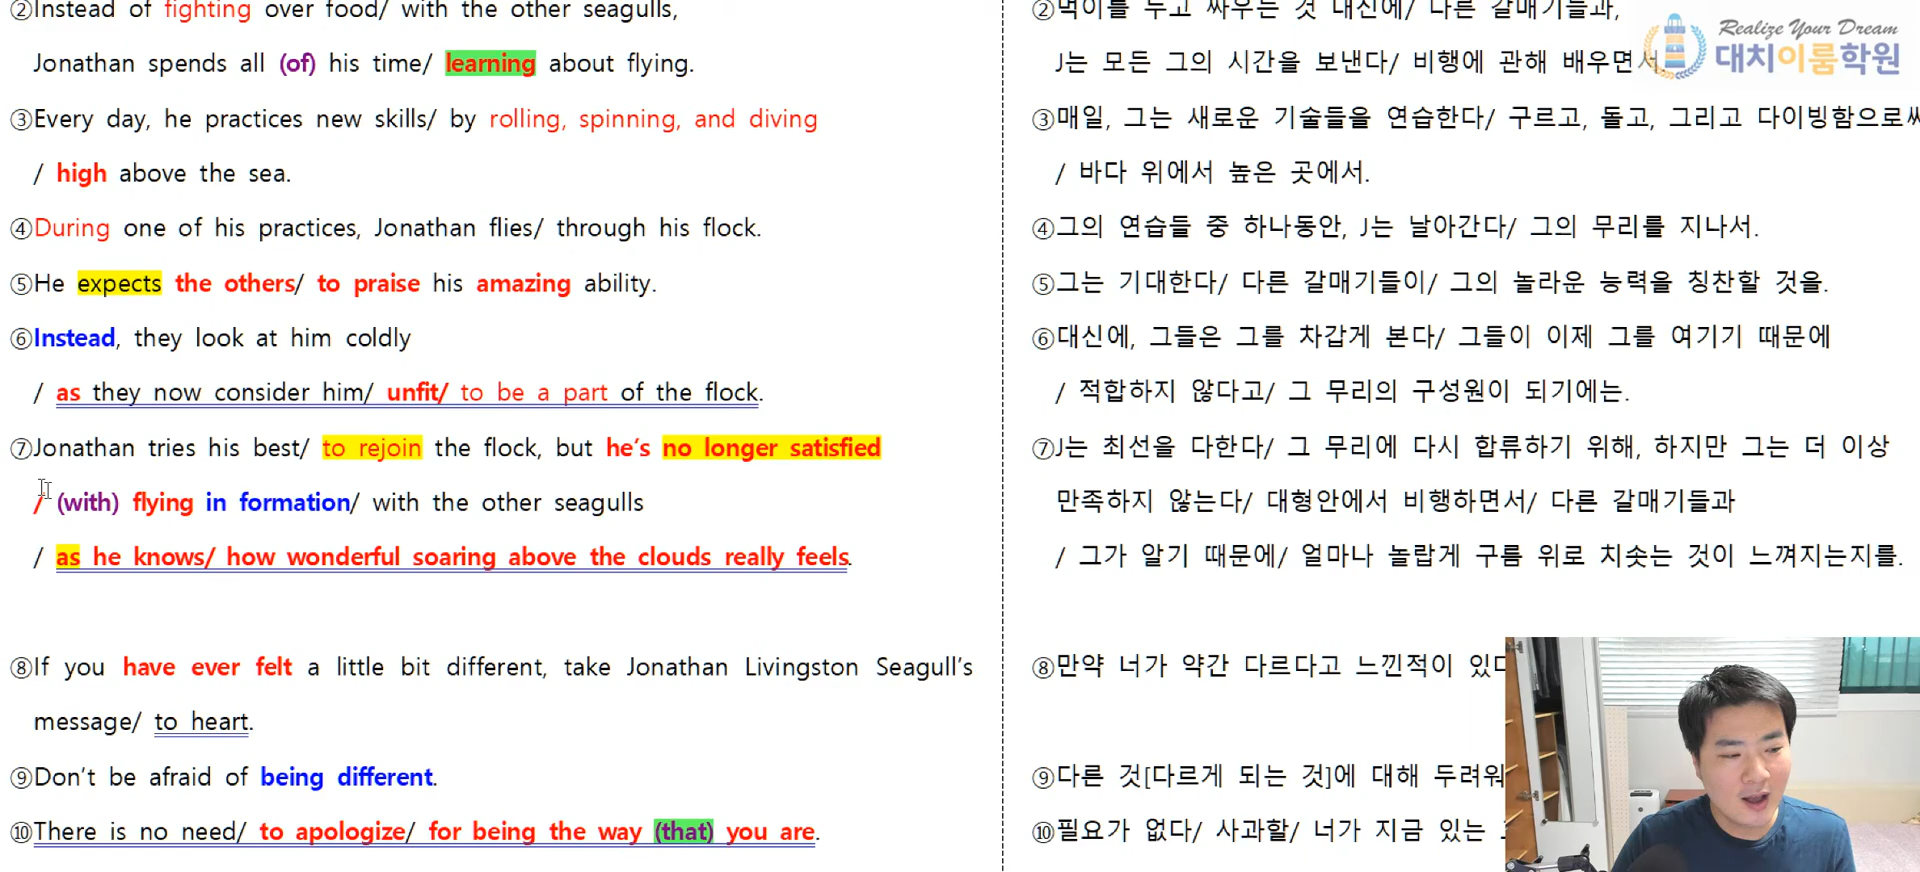 ②Instead of fighting over food/ with the other seagulls,
Jonathan spends all (of) his time/ learning about flying.
③Every day, he practices new skills/ by rolling, spinning, and diving
/ high above the sea.
④During one of his practices, Jonathan flies/ through his flock.
⑤He expects the others/ to praise his amazing ability.
⑥Instead, they look at him coldly
/ as they now consider him/ unfit/ to be a part of the flock.
⑦Jonathan tries his best/ to rejoin the flock, but he's no longer satisfied
/ (with) flying in formation/ with the other seagulls
/ as he knows/ how wonderful soaring above the clouds really feels.
⑧If you have ever felt a little bit different, take Jonathan Livingston Seagull's
message/ to heart.
⑨Don't be afraid of being different.
⑩There is no need/ to apologize/ for being the way (that) you are.
②먹이를 두고 싸우는 것 대신에/ 다른 갈매기들과,
J는 모든 그의 시간을 보낸다/ 비행에 관해 배우면서.
③매일, 그는 새로운 기술들을 연습한다/ 구르고, 돌고, 그리고 다이빙함으로써
/ 바다 위에서 높은 곳에서.
④그의 연습들 중 하나동안, J는 날아간다/ 그의 무리를 지나서.
⑤그는 기대한다/ 다른 갈매기들이/ 그의 놀라운 능력을 칭찬할 것을.
⑥대신에, 그들은 그를 차갑게 본다/ 그들이 이제 그를 여기기 때문에
/ 적합하지 않다고/ 그 무리의 구성원이 되기에는.
⑦J는 최선을 다한다/ 그 무리에 다시 합류하기 위해, 하지만 그는 더 이상
만족하지 않는다/ 대형안에서 비행하면서/ 다른 갈매기들과
/ 그가 알기 때문에/ 얼마나 놀랍게 구름 위로 치솟는 것이 느껴지는지를.
⑧만약 너가 약간 다르다고 느낀적이
⑨다른 것[다르게 되는 것]에 대해
⑩필요가 없다/ 사과할/ 너가 지금 있는
Realize Your Dream
대치이룸학원